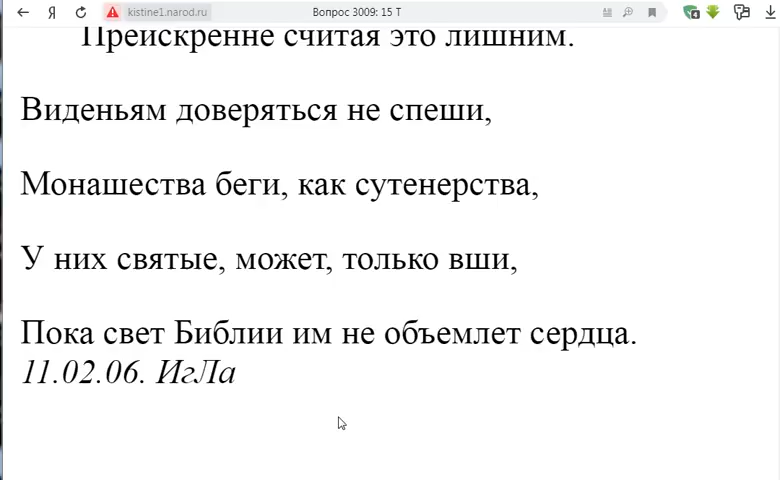 Я kistine1.narod.ru Вопрос 3009: 15 Т 4
Преискренне считая это лишним.
Виденьям доверяться не спеши,
Монашества беги, как сутенерства,
У них святые, может, только вши,
Пока свет Библии им не объемлет сердца.
11.02.06. ИгЛа